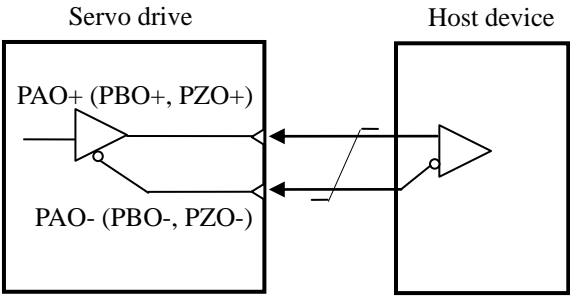 Servo drive
Host device
PAO+ (PBO+, PZO+)
PAO- (PBO-, PZO-)